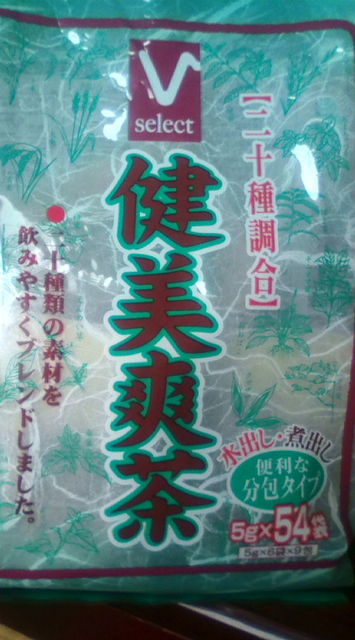 V
select
【二十種調合】
健美爽茶
●二十種類の素材を
飲みやすくブレンドしました。
水出し・煮出し
便利な
分包タイプ
5g×54袋
5g×6袋×9包